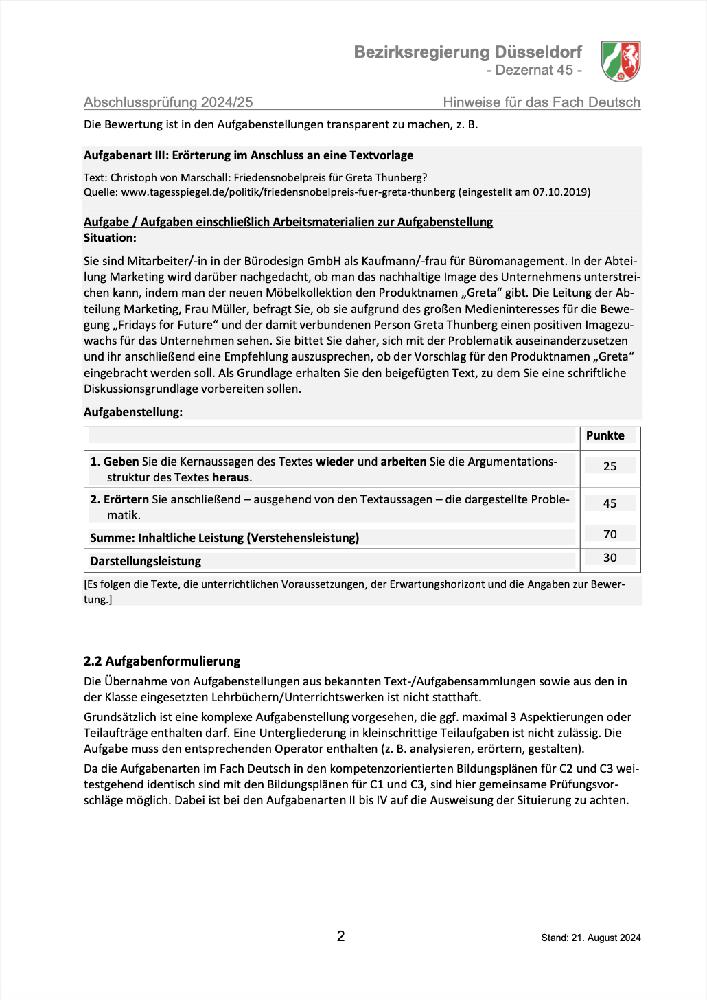 Bezirksregierung Düsseldorf
- Dezernat 45 -
Abschlussprüfung 2024/25 Hinweise für das Fach Deutsch
Die Bewertung ist in den Aufgabenstellungen transparent zu machen, z. B.
Aufgabenart III: Erörterung im Anschluss an eine Textvorlage
Text: Christoph von Marschall: Friedensnobelpreis für Greta Thunberg?
Quelle: www.tagesspiegel.de/politik/friedensnobelpreis-fuer-greta-thunberg (eingestellt am 07.10.2019)
Aufgabe / Aufgaben einschließlich Arbeitsmaterialien zur Aufgabenstellung
Situation:
Sie sind Mitarbeiter/-in in der Bürodesign GmbH als Kaufmann/-frau für Büromanagement. In der Abtei-
lung Marketing wird darüber nachgedacht, ob man das nachhaltige Image des Unternehmens unterstrei-
chen kann, indem man der neuen Möbelkollektion den Produktnamen „Greta“ gibt. Die Leitung der Ab-
teilung Marketing, Frau Müller, befragt Sie, ob sie aufgrund des großen Medieninteresses für die Bewe-
gung „Fridays for Future“ und der damit verbundenen Person Greta Thunberg einen positiven Imagezu-
wachs für das Unternehmen sehen. Sie bittet Sie daher, sich mit der Problematik auseinanderzusetzen
und ihr anschließend eine Empfehlung auszusprechen, ob der Vorschlag für den Produktnamen „Greta“
eingebracht werden soll. Als Grundlage erhalten Sie den beigefügten Text, zu dem Sie eine schriftliche
Diskussionsgrundlage vorbereiten sollen.
Aufgabenstellung:
Punkte
1. Geben Sie die Kernaussagen des Textes wieder und arbeiten Sie die Argumentations-
struktur des Textes heraus.
25
2. Erörtern Sie anschließend – ausgehend von den Textaussagen – die dargestellte Proble-
matik.
45
Summe: Inhaltliche Leistung (Verstehensleistung) 70
Darstellungsleistung 30
[Es folgen die Texte, die unterrichtlichen Voraussetzungen, der Erwartungshorizont und die Angaben zur Bewer-
tung.]
2.2 Aufgabenformulierung
Die Übernahme von Aufgabenstellungen aus bekannten Text-/Aufgabensammlungen sowie aus den in
der Klasse eingesetzten Lehrbüchern/Unterrichtswerken ist nicht statthaft.
Grundsätzlich ist eine komplexe Aufgabenstellung vorgesehen, die ggf. maximal 3 Aspektierungen oder
Teilaufträge enthalten darf. Eine Untergliederung in kleinschrittige Teilaufgaben ist nicht zulässig. Die
Aufgabe muss den entsprechenden Operator enthalten (z. B. analysieren, erörtern, gestalten).
Da die Aufgabenarten im Fach Deutsch in den kompetenzorientierten Bildungsplänen für C2 und C3 wei-
testgehend identisch sind mit den Bildungsplänen für C1 und C3, sind hier gemeinsame Prüfungsvor-
schläge möglich. Dabei ist bei den Aufgabenarten II bis IV auf die Ausweisung der Situierung zu achten.
2
Stand: 21. August 2024